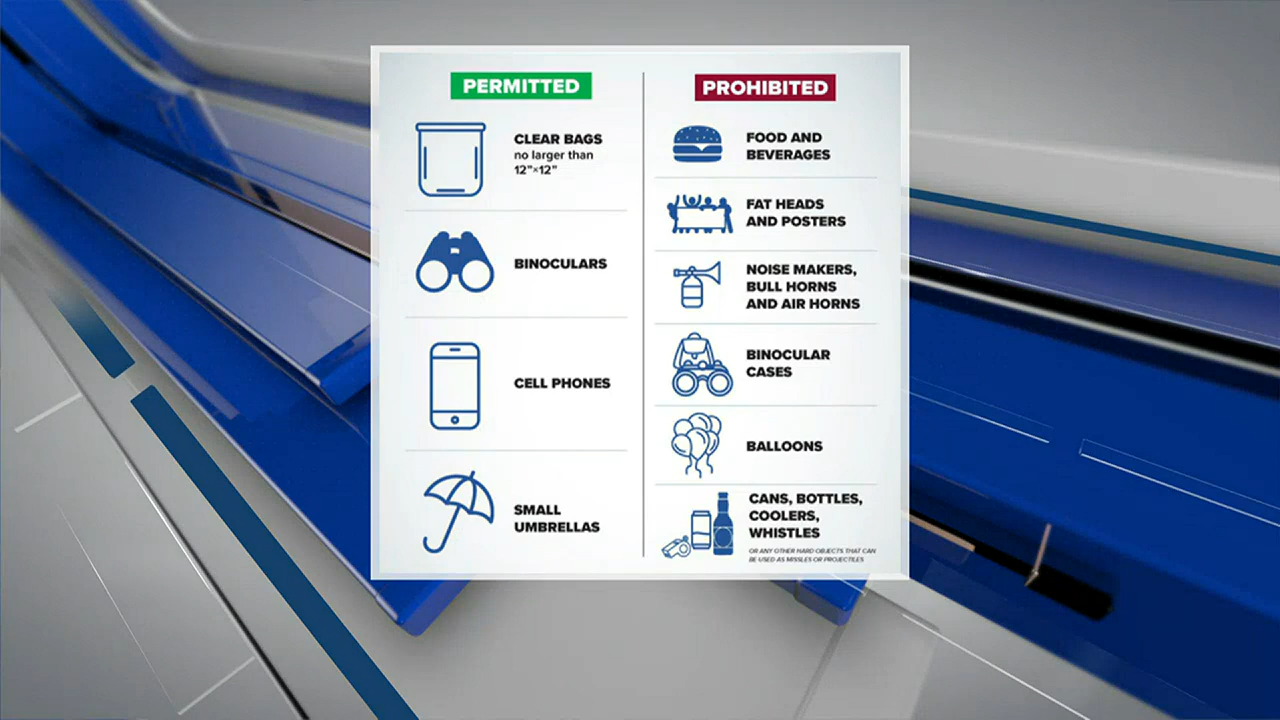 PERMITTED
CLEAR BAGS
no larger than
12”×12”
BINOCULARS
CELL PHONES
SMALL
UMBRELLAS
PROHIBITED
FOOD AND
BEVERAGES
FAT HEADS
AND POSTERS
NOISE MAKERS,
BULL HORNS
AND AIR HORNS
BINOCULAR
CASES
BALLOONS
CANS, BOTTLES,
COOLERS,
WHISTLES
OR ANY OTHER HARD OBJECTS THAT CAN
BE USED AS MISSLES OR PROJECTILES